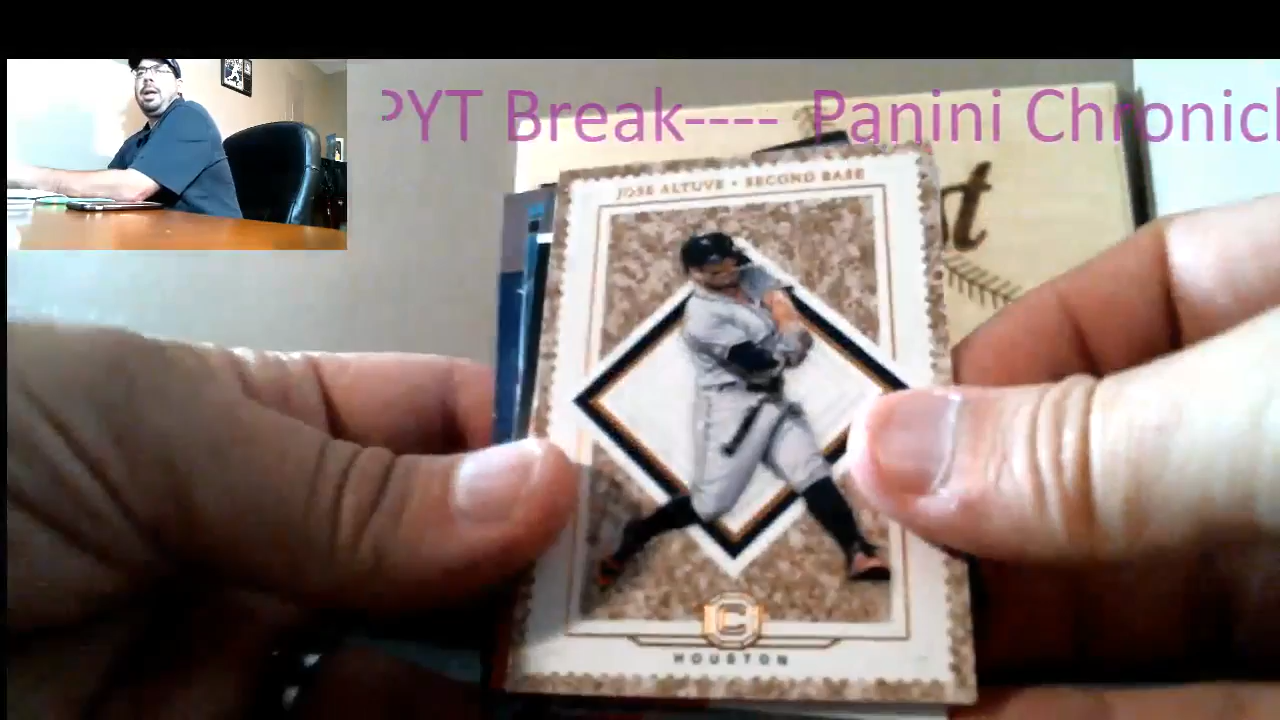 PYT Break---- Panini Chronicl
JOSE ALTUVE • SECOND BASE
C
HOUSTON